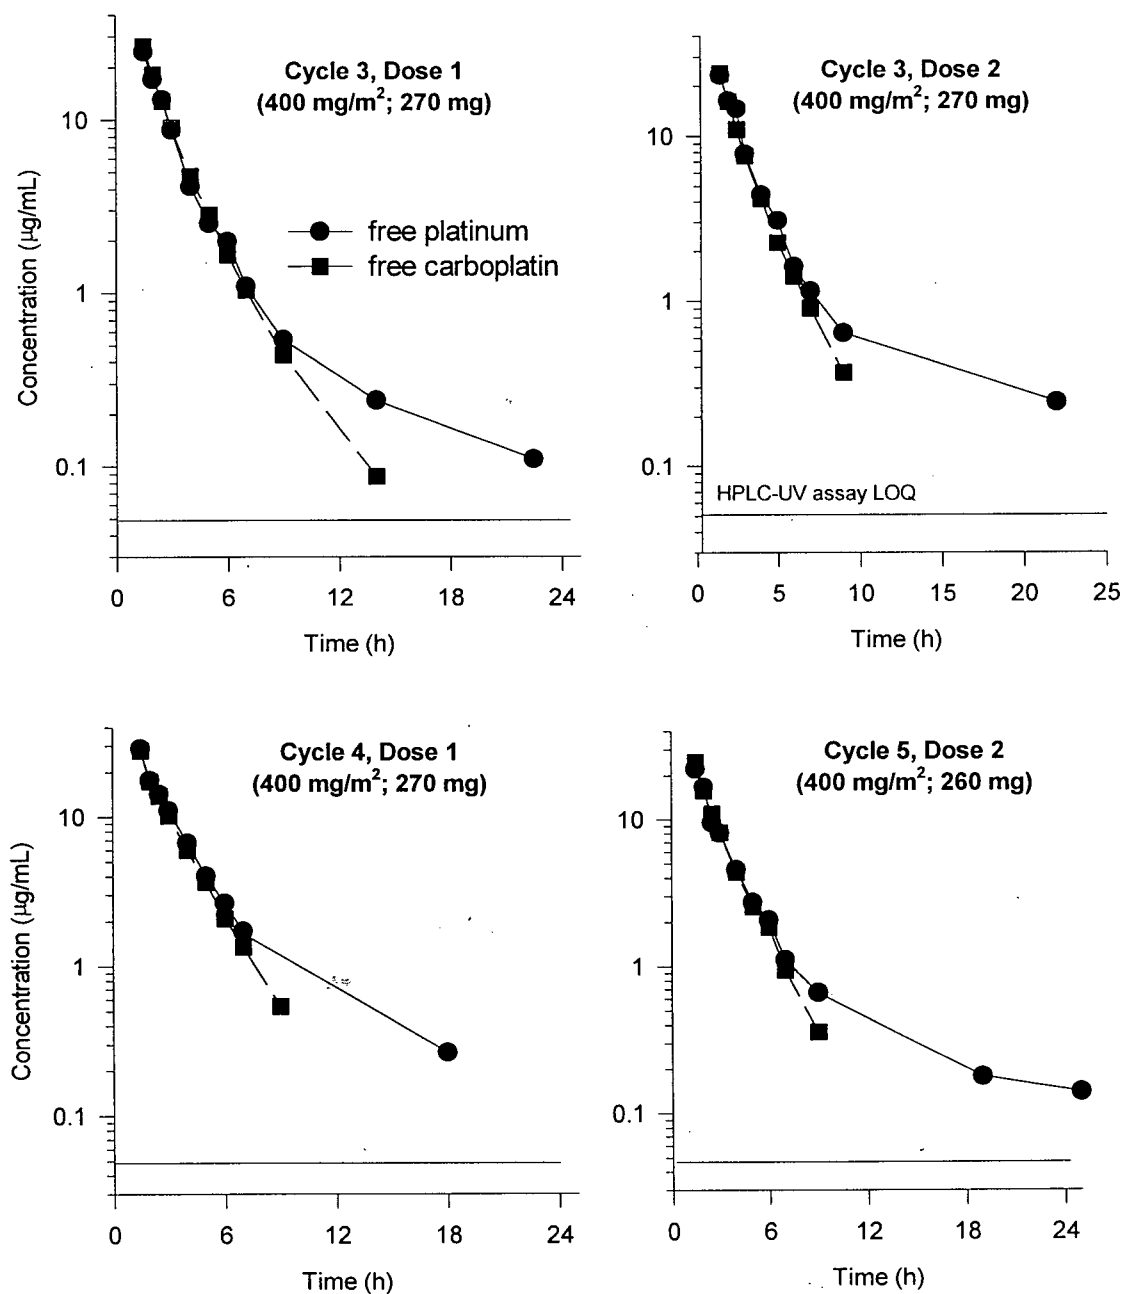 Cycle 3, Dose 1
(400 mg/m²; 270 mg)
10
1
0.1
Concentration (µg/mL)
free platinum
free carboplatin
0 6 12 18 24
Time (h)
Cycle 3, Dose 2
(400 mg/m²; 270 mg)
10
1
0.1
HPLC-UV assay LOQ
0 5 10 15 20 25
Time (h)
Cycle 4, Dose 1
(400 mg/m²; 270 mg)
10
1
0.1
Concentration (µg/mL)
0 6 12 18 24
Time (h)
Cycle 5, Dose 2
(400 mg/m²; 260 mg)
10
1
0.1
0 6 12 18 24
Time (h)